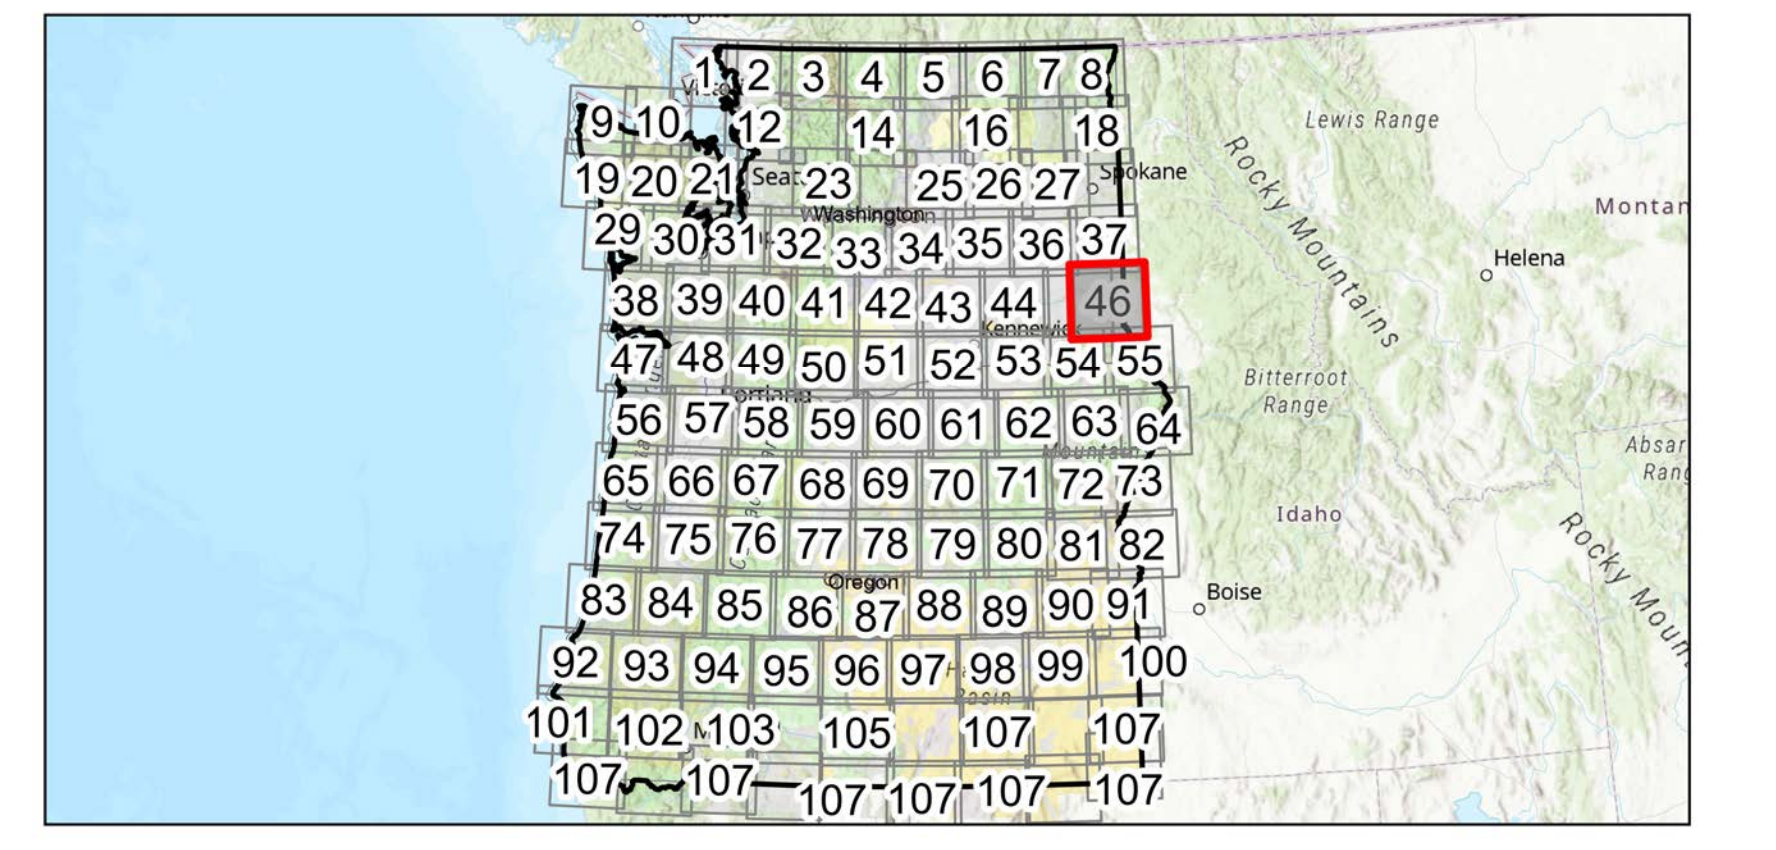 1 2 3 4 5 6 7 8
Lewis Range
9 10 12 14 16 18
Rocky Mountains
19 20 21 Seat 23 25 26 27 Spokane
Washington
Montan
29 30 31 32 33 34 35 36 37
Helena
38 39 40 41 42 43 44 46
Kennewick
47 48 49 50 51 52 53 54 55
Bitterroot
Range
Portland
56 57 58 59 60 61 62 63 64
Mountain
Absar
Rang
65 66 67 68 69 70 71 72 73
Idaho
Rocky Moun
74 75 76 77 78 79 80 81 82
Oregon
Boise
83 84 85 86 87 88 89 90 91
92 93 94 95 96 97 98 99 100
Basin
101 102 103 105 107 107
107 107 107 107 107 107